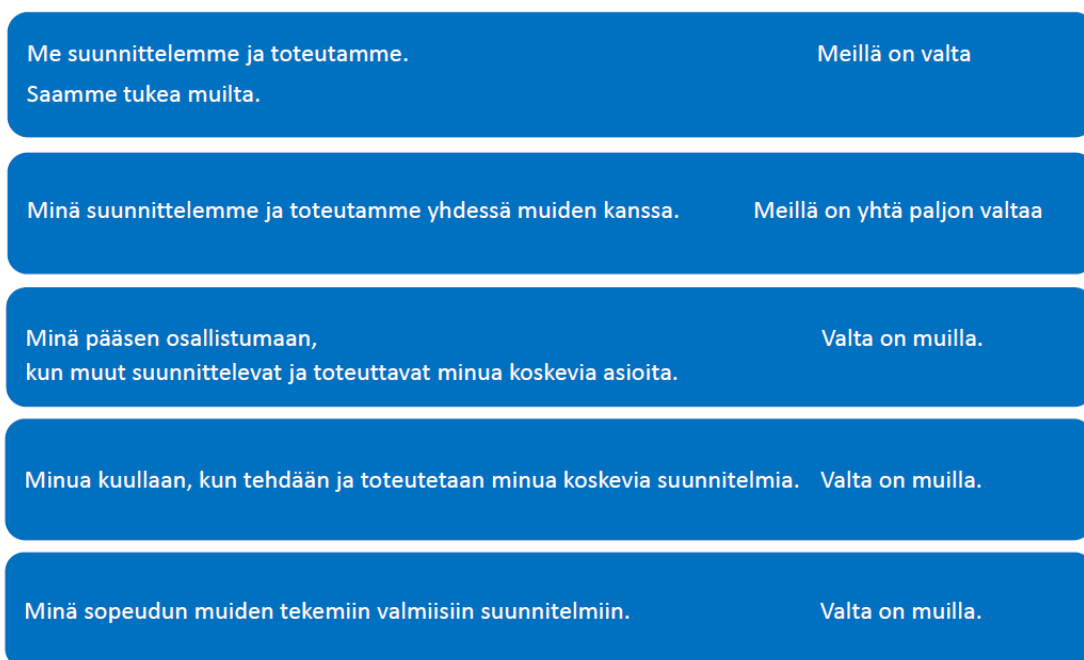 Me suunnittelemme ja toteutamme. Meillä on valta
Saamme tukea muilta.
Minä suunnittelemme ja toteutamme yhdessä muiden kanssa. Meillä on yhtä paljon valtaa
Minä pääsen osallistumaan, Valta on muilla.
kun muut suunnittelevat ja toteuttavat minua koskevia asioita.
Minua kuullaan, kun tehdään ja toteutetaan minua koskevia suunnitelmia. Valta on muilla.
Minä sopeudun muiden tekemiin valmiisiin suunnitelmiin. Valta on muilla.